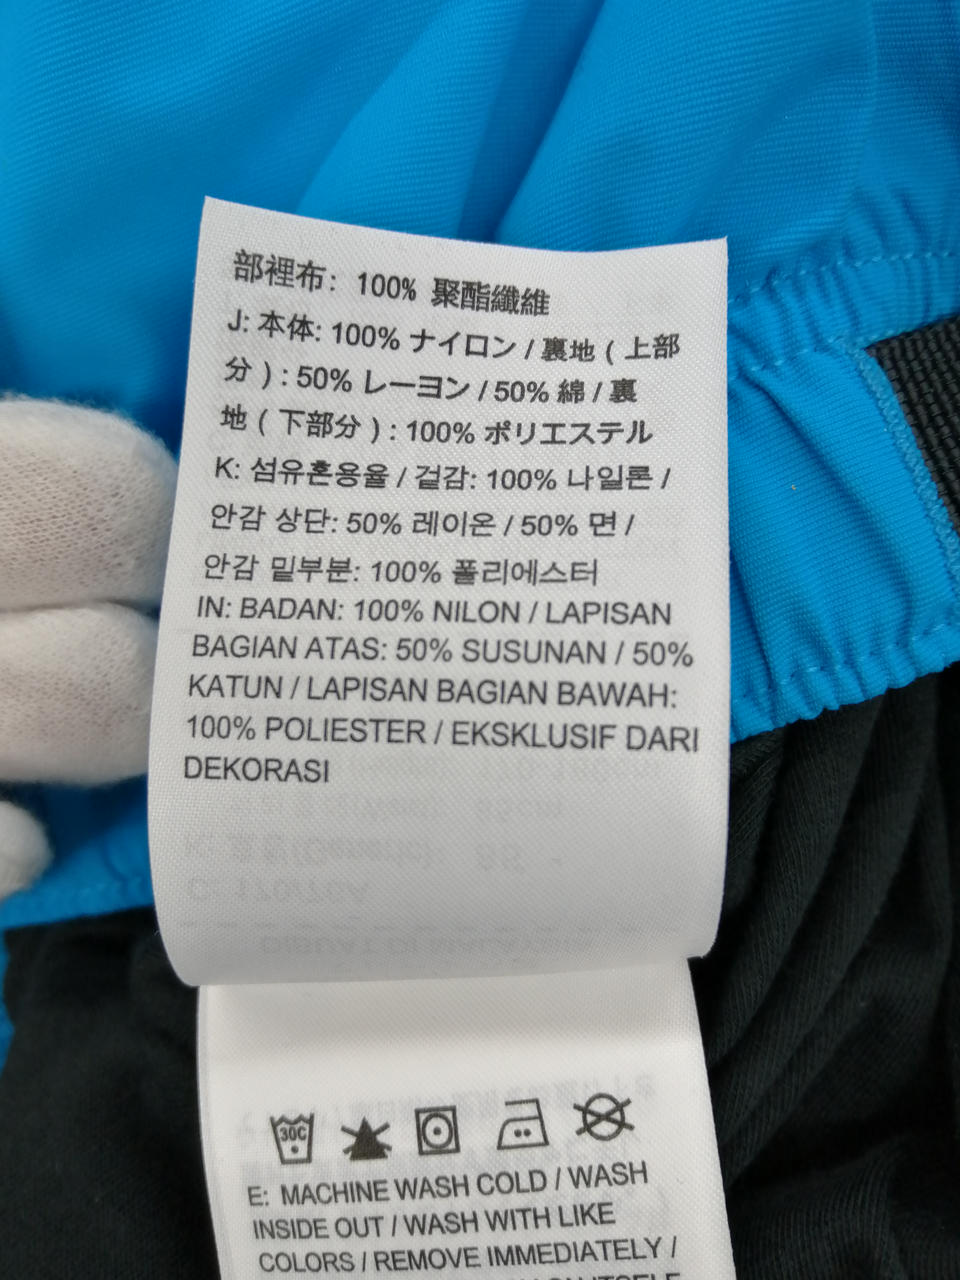 部裡布: 100% 聚酯纖維
J: 本体: 100% ナイロン / 裏地 ( 上部
分 ) : 50% レーヨン / 50% 綿 / 裏
地 ( 下部分 ) : 100% ポリエステル
K: 섬유혼용율 / 겉감: 100% 나일론 /
안감 상단: 50% 레이온 / 50% 면 /
안감 밑부분: 100% 폴리에스터
IN: BADAN: 100% NILON / LAPISAN
BAGIAN ATAS: 50% SUSUNAN / 50%
KATUN / LAPISAN BAGIAN BAWAH:
100% POLIESTER / EKSKLUSIF DARI
DEKORASI
30C
E: MACHINE WASH COLD / WASH
INSIDE OUT / WASH WITH LIKE
COLORS / REMOVE IMMEDIATELY /